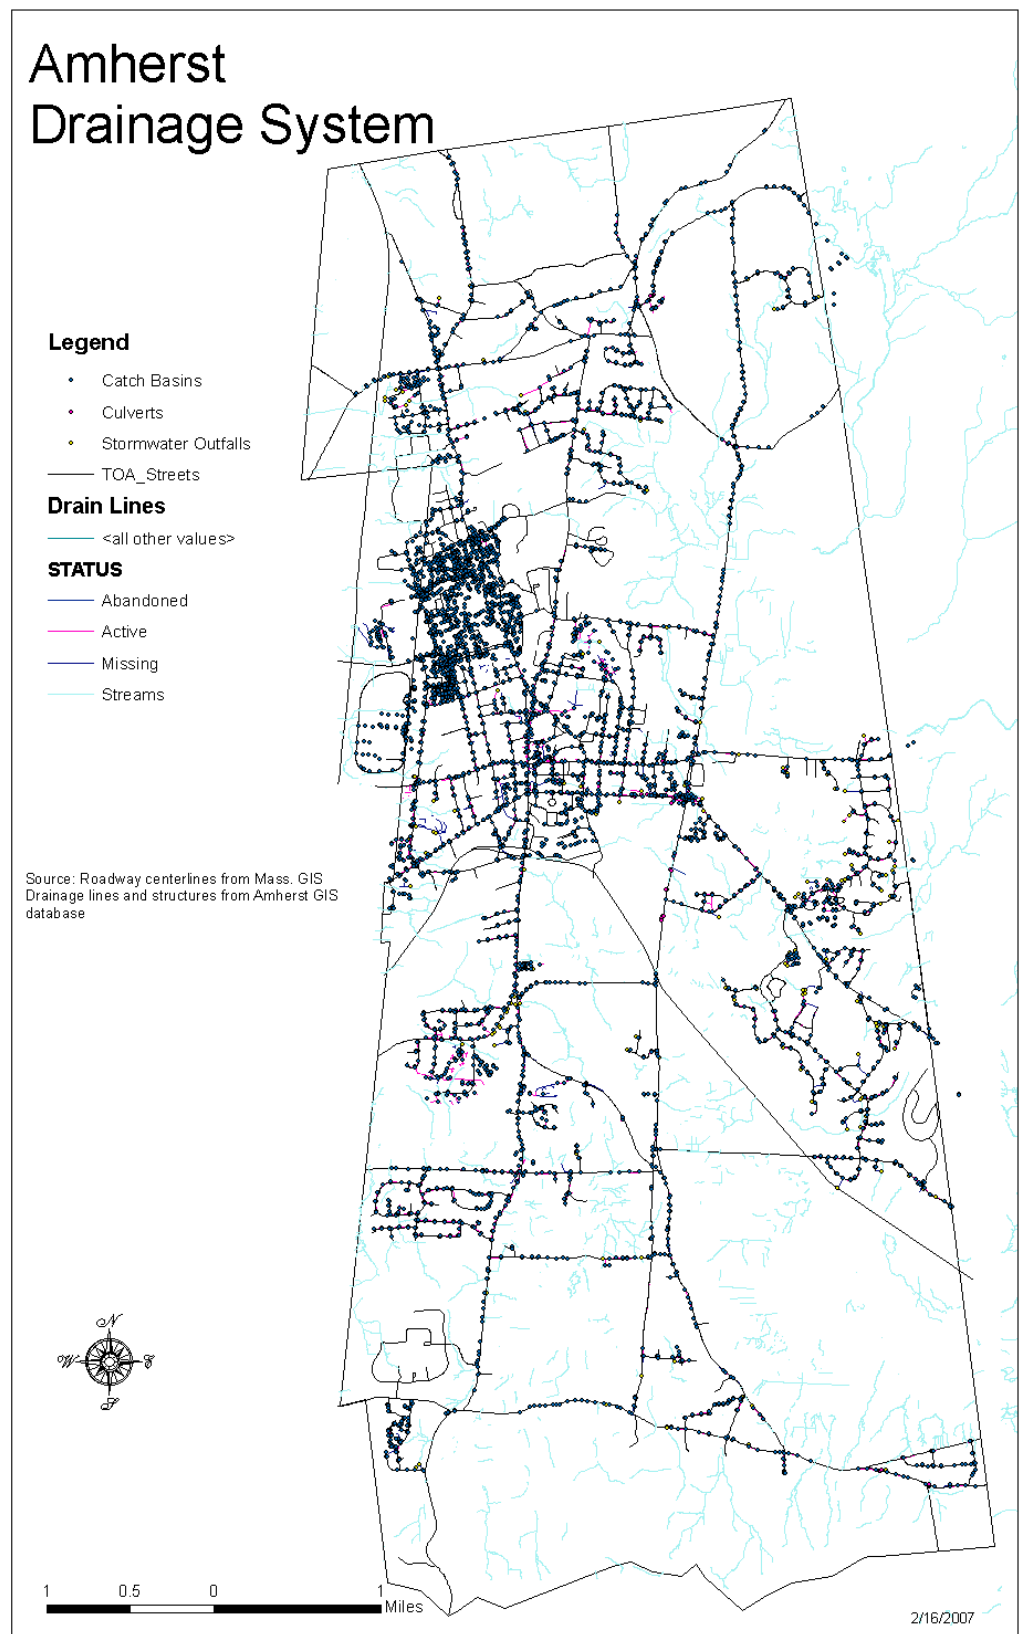 Amherst
Drainage System
Legend
Catch Basins
Culverts
Stormwater Outfalls
TOA_Streets
Drain Lines
<all other values>
STATUS
Abandoned
Active
Missing
Streams
Source: Roadway centerlines from Mass. GIS
Drainage lines and structures from Amherst GIS
database
N
W E
S
1 0.5 0 1
Miles
2/16/2007